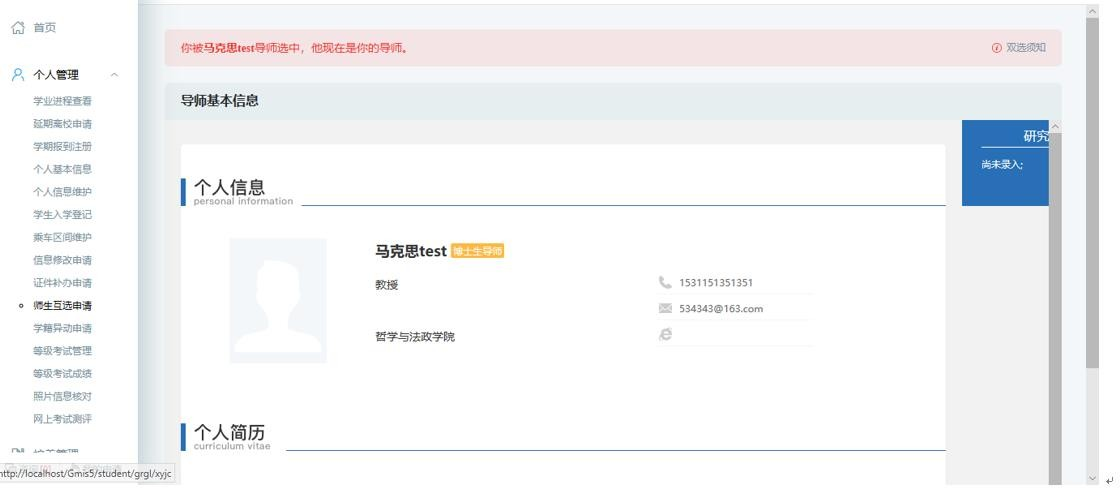 首页
个人管理
学业进程查看
延期离校申请
学期报到注册
个人基本信息
个人信息维护
学生入学登记
乘车区间维护
信息修改申请
证件补办申请
师生互选申请
学籍异动申请
等级考试管理
等级考试成绩
照片信息核对
网上考试测评
http://localhost/Gmis5/student/grgl/xyjc
你被马克思test导师选中，他现在是你的导师。
双选须知
导师基本信息
个人信息
personal information
马克思test 博士生导师
教授
1531151351351
534343@163.com
哲学与法政学院
个人简历
curriculum vitae
研究
尚未录入;